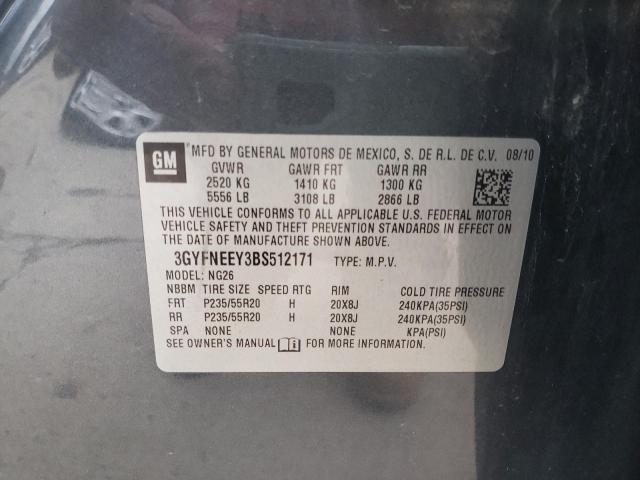 GM MFD BY GENERAL MOTORS DE MEXICO, S. DE R.L. DE C.V. 08/10
GVWR GAWR FRT GAWR RR
2520 KG 1410 KG 1300 KG
5556 LB 3108 LB 2866 LB
THIS VEHICLE CONFORMS TO ALL APPLICABLE U.S. FEDERAL MOTOR
VEHICLE SAFETY AND THEFT PREVENTION STANDARDS IN EFFECT ON
THE DATE OF MANUFACTURE SHOWN ABOVE.
3GYFNEEY3BS512171 TYPE: M.P.V.
MODEL: NG26
NBBM TIRE SIZE SPEED RTG RIM COLD TIRE PRESSURE
FRT P235/55R20 H 20X8J 240KPA(35PSI)
RR P235/55R20 H 20X8J 240KPA(35PSI)
SPA NONE NONE KPA(PSI)
SEE OWNER'S MANUAL FOR MORE INFORMATION.